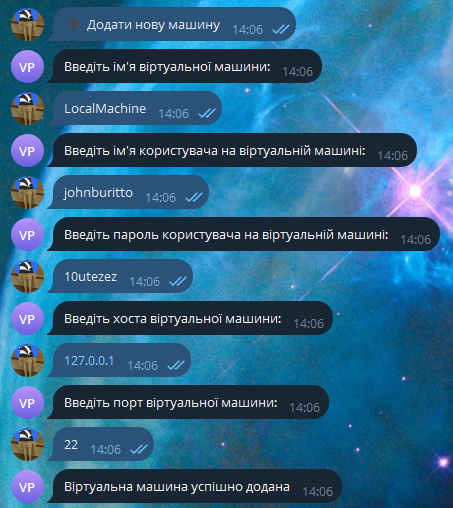 ➕ Додати нову машину 14:06
VP Введіть ім'я віртуальної машини: 14:06
LocalMachine 14:06
VP Введіть ім'я користувача на віртуальній машині: 14:06
johnburitto 14:06
VP Введіть пароль користувача на віртуальній машині: 14:06
10utezez 14:06
VP Введіть хоста віртуальної машини: 14:06
127.0.0.1 14:06
VP Введіть порт віртуальної машини: 14:06
22 14:06
VP Віртуальна машина успішно додана 14:06